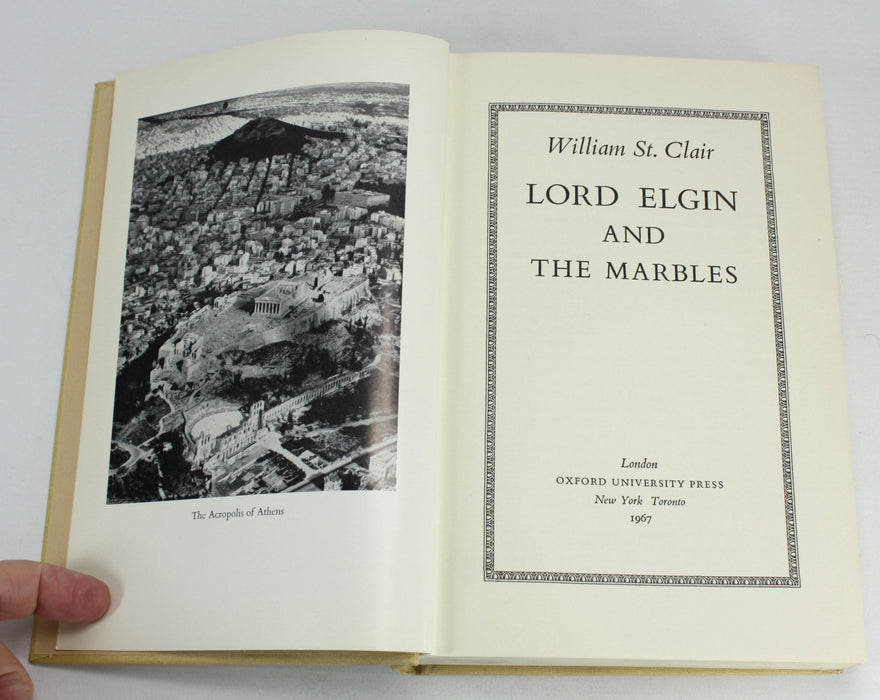 The Acropolis of Athens
William St. Clair
LORD ELGIN
AND
THE MARBLES
London
OXFORD UNIVERSITY PRESS
New York Toronto
1967